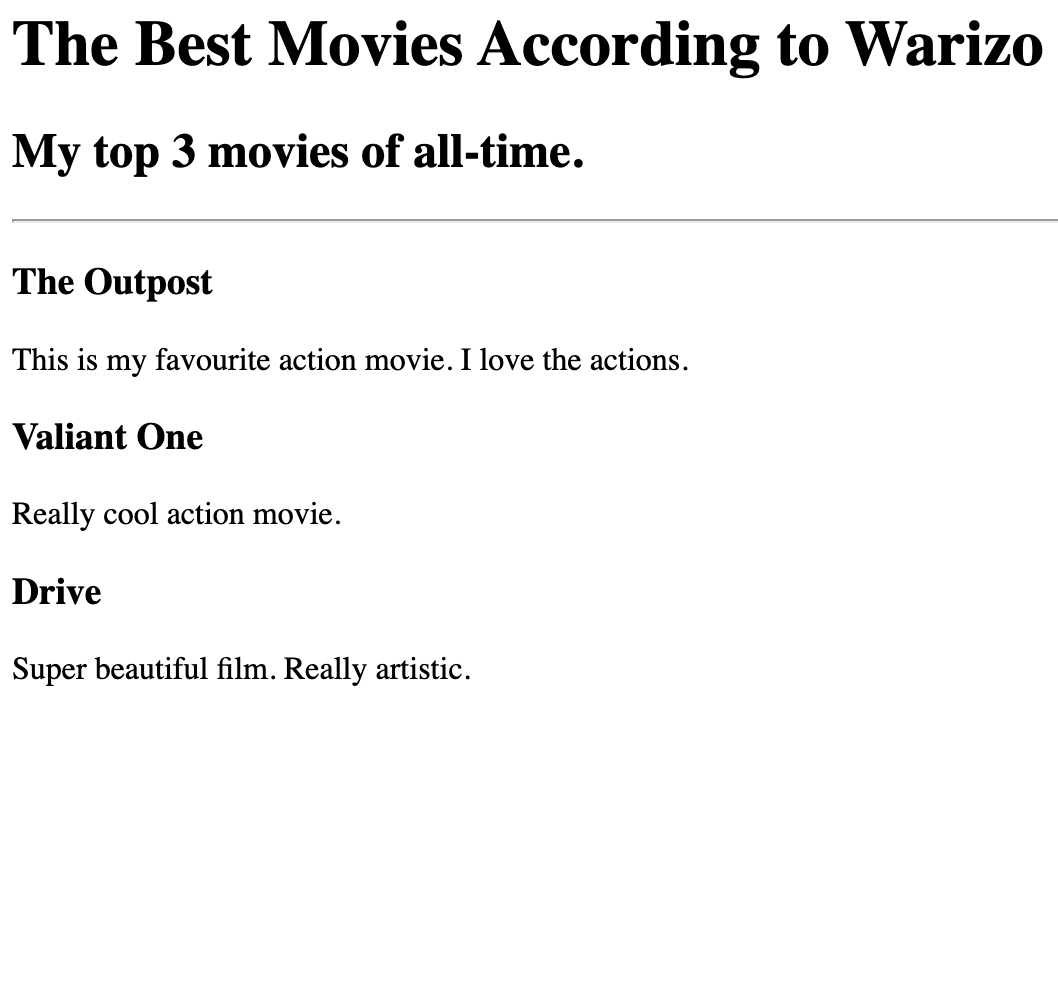 The Best Movies According to Warizo
My top 3 movies of all-time.
The Outpost
This is my favourite action movie. I love the actions.
Valiant One
Really cool action movie.
Drive
Super beautiful film. Really artistic.